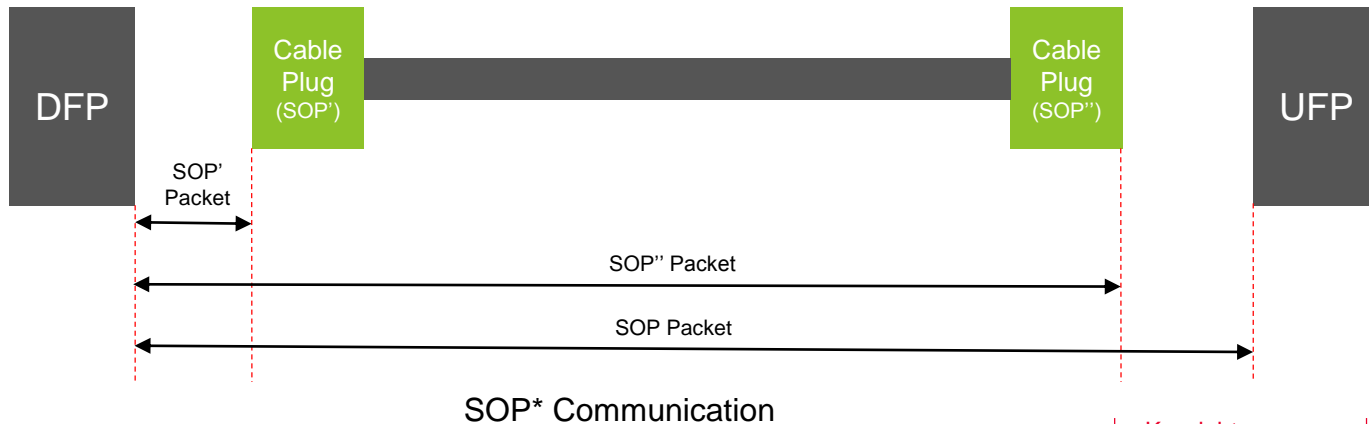 DFP
Cable
Plug
(SOP')
Cable
Plug
(SOP'')
UFP
SOP'
Packet
SOP'' Packet
SOP Packet
SOP* Communication